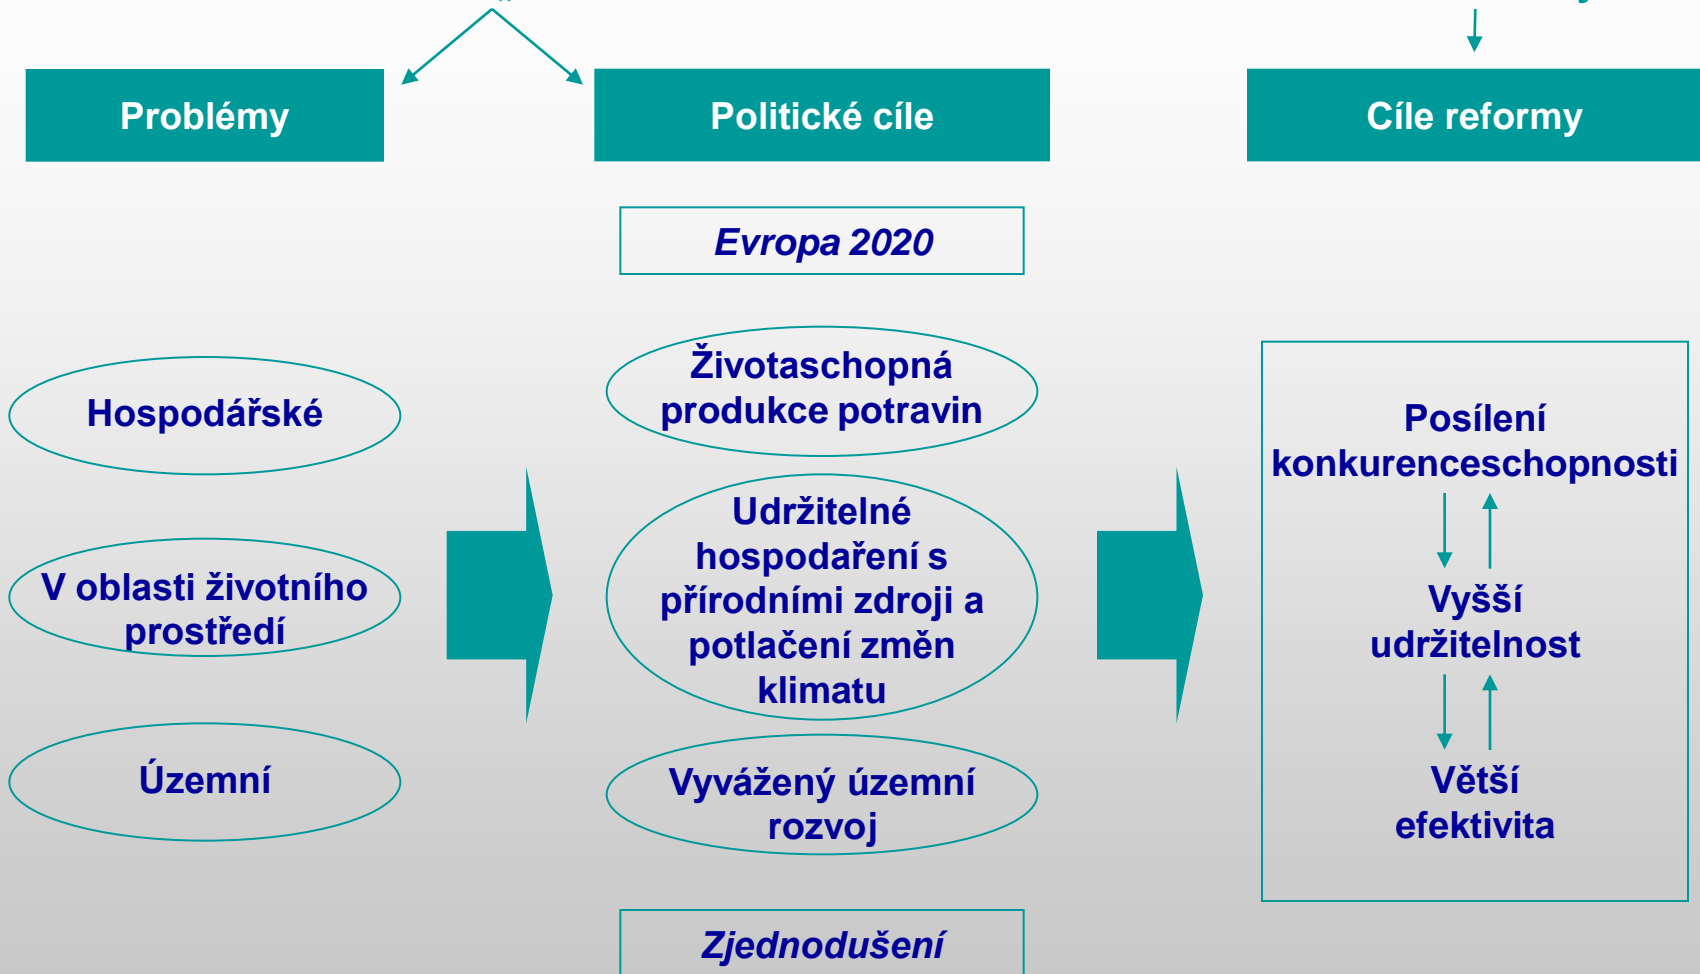 Problémy
Politické cíle
Cíle reformy
Evropa 2020
Hospodářské
V oblasti životního
prostředí
Územní
Životaschopná
produkce potravin
Udržitelné
hospodaření s
přírodními zdroji a
potlačení změn
klimatu
Vyvážený územní
rozvoj
Zjednodušení
Posílení
konkurenceschopnosti
Vyšší
udržitelnost
Větší
efektivita